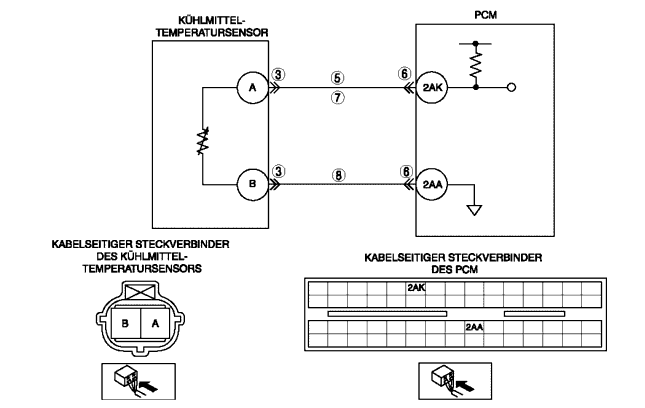 KÜHLMITTEL-
TEMPERATURSENSOR
PCM
A
3
5
7
6
2AK
B
3
8
6
2AA
KABELSEITIGER STECKVERBINDER
DES KÜHLMITTEL-
TEMPERATURSENSORS
B A
KABELSEITIGER STECKVERBINDER
DES PCM
2AK
2AA